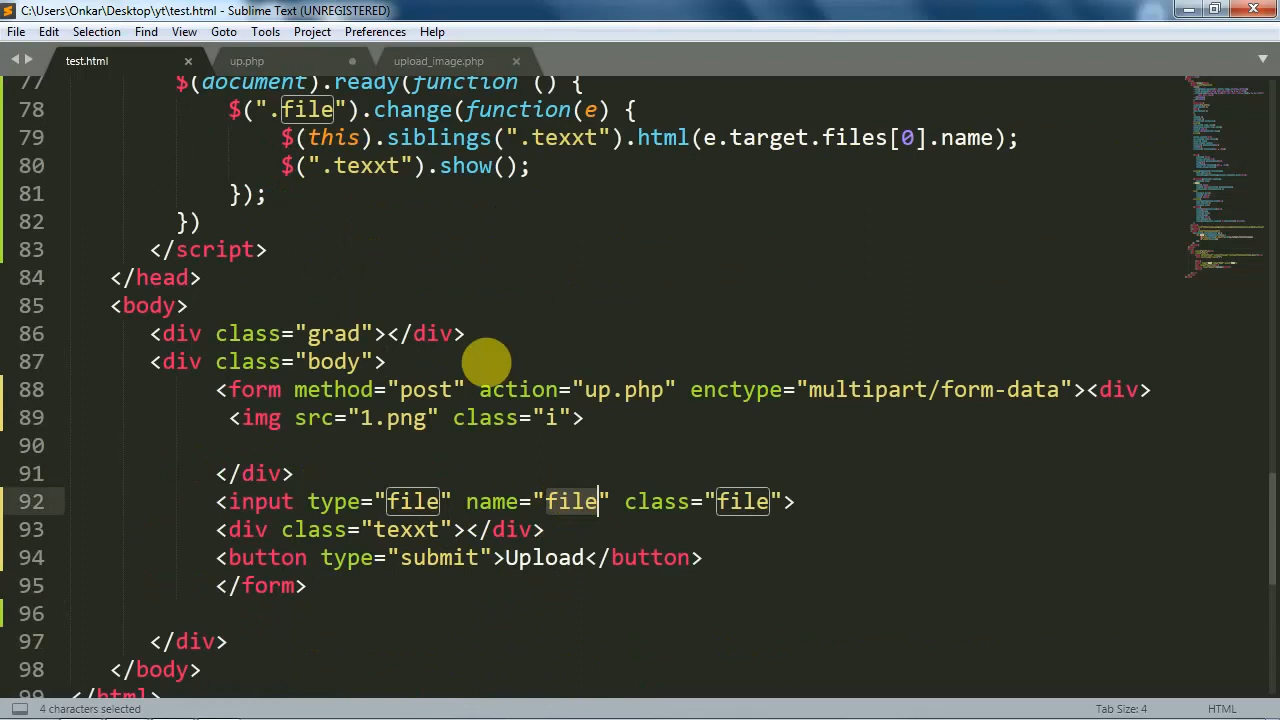 C:\Users\Onkar\Desktop\yt\test.html - Sublime Text (UNREGISTERED)
File Edit Selection Find View Goto Tools Project Preferences Help
test.html up.php upload_image.php
77 $(document).ready(function () {
78 $(".file").change(function(e) {
79 $(this).siblings(".texxt").html(e.target.files[0].name);
80 $(".texxt").show();
81 });
82 })
83 </script>
84 </head>
85 <body>
86 <div class="grad"></div>
87 <div class="body">
88 <form method="post" action="up.php" enctype="multipart/form-data"><div>
89 <img src="1.png" class="i">
90
91 </div>
92 <input type="file" name="file" class="file">
93 <div class="texxt"></div>
94 <button type="submit">Upload</button>
95 </form>
96
97 </div>
98 </body>
99 </html>
4 characters selected Tab Size: 4 HTML